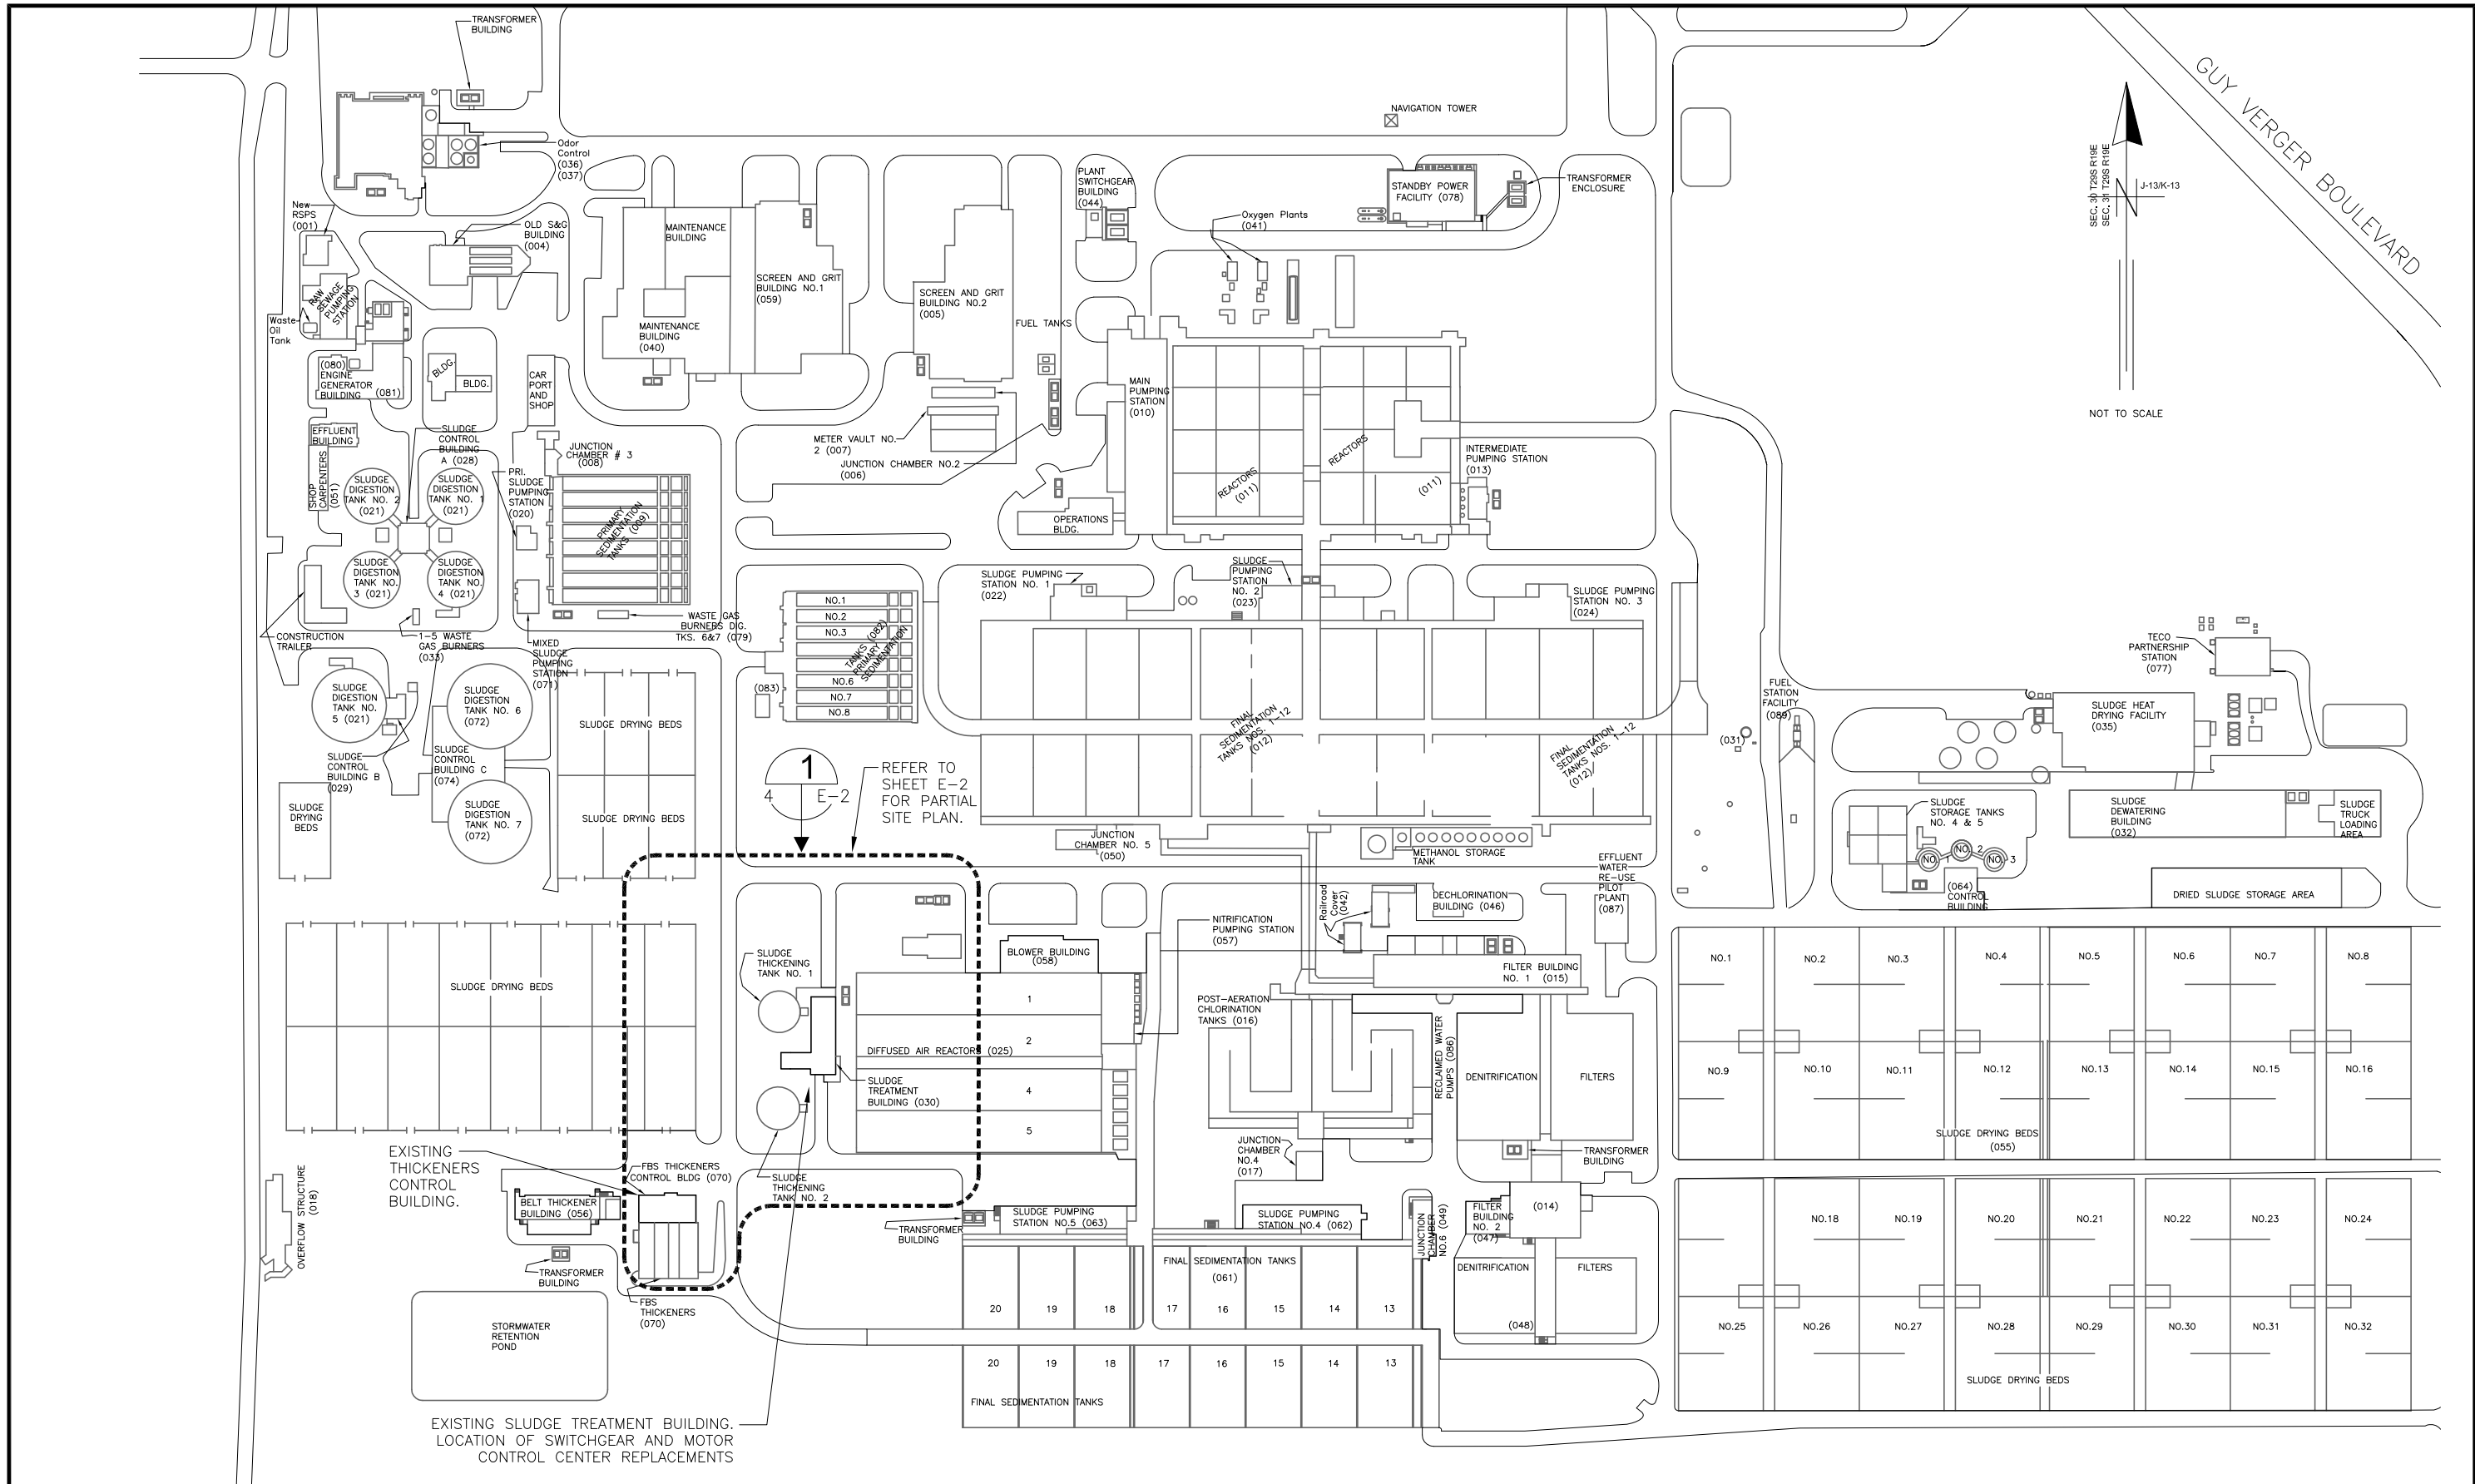 TRANSFORMER
BUILDING
GUY VERGER BOULEVARD
NAVIGATION TOWER
Odor
Control
(036)
(037)
PLANT
SWITCHGEAR
BUILDING
(044)
STANDBY POWER
FACILITY (078)
TRANSFORMER
ENCLOSURE
SEC. 30 T29S R19E
SEC. 31 T29S R19E
J-13/K-13
N
NOT TO SCALE
New
RSPS
(001)
OLD S&G
BUILDING
(004)
MAINTENANCE
BUILDING
Oxygen Plants
(041)
SCREEN AND GRIT
BUILDING NO.1
(059)
SCREEN AND GRIT
BUILDING NO.2
(005)
RAW
SEWAGE
PUMPING
STATION
Waste
Oil
Tank
MAINTENANCE
BUILDING
(040)
FUEL TANKS
(080)
ENGINE
GENERATOR
BUILDING
(081)
BLDG.
BLDG.
CAR
PORT
AND
SHOP
MAIN
PUMPING
STATION
(010)
EFFLUENT
BUILDING
SLUDGE
CONTROL
BUILDING
A (028)
JUNCTION
CHAMBER # 3
(008)
METER VAULT NO.
2 (007)
JUNCTION CHAMBER NO.2
(006)
REACTORS
(011)
REACTORS
(011)
INTERMEDIATE
PUMPING STATION
(013)
SHOP
CARPENTERS
(051)
SLUDGE
DIGESTION
TANK NO. 2
(021)
SLUDGE
DIGESTION
TANK NO. 1
(021)
PRI.
SLUDGE
PUMPING
STATION
(020)
PRIMARY
SEDIMENTATION
TANKS (009)
OPERATIONS
BLDG.
SLUDGE
DIGESTION
TANK NO.
3 (021)
SLUDGE
DIGESTION
TANK NO.
4 (021)
SLUDGE PUMPING
STATION NO. 1
(022)
SLUDGE
PUMPING
STATION
NO. 2
(023)
SLUDGE PUMPING
STATION NO. 3
(024)
CONSTRUCTION
TRAILER
1-5 WASTE
GAS BURNERS
(033)
MIXED
SLUDGE
PUMPING
STATION
(071)
WASTE GAS
BURNERS DIG.
TKS. 6&7 (079)
NO.1
NO.2
NO.3
NO.6
NO.7
NO.8
TANKS (082)
PRIMARY
SEDIMENTATION
(083)
TECO
PARTNERSHIP
STATION
(077)
SLUDGE
DIGESTION
TANK NO.
5 (021)
SLUDGE
DIGESTION
TANK NO. 6
(072)
SLUDGE DRYING BEDS
FINAL
SEDIMENTATION
TANKS NOS. 1-12
(012)
FINAL
SEDIMENTATION
TANKS NOS. 1-12
(012)
FUEL
STATION
FACILITY
(089)
(031)
SLUDGE HEAT
DRYING FACILITY
(035)
SLUDGE
CONTROL
BUILDING B
(029)
SLUDGE
CONTROL
BUILDING C
(074)
SLUDGE
DRYING
BEDS
SLUDGE
DIGESTION
TANK NO. 7
(072)
SLUDGE DRYING BEDS
1
4
E-2
REFER TO
SHEET E-2
FOR PARTIAL
SITE PLAN.
JUNCTION
CHAMBER NO. 5
(050)
METHANOL STORAGE
TANK
SLUDGE
STORAGE TANKS
NO. 4 & 5
SLUDGE
DEWATERING
BUILDING
(032)
SLUDGE
TRUCK
LOADING
AREA
NO. 1
NO. 2
NO. 3
(064)
CONTROL
BUILDING
DRIED SLUDGE STORAGE AREA
EFFLUENT
WATER
RE-USE
PILOT
PLANT
(087)
Railroad
Cover
(042)
DECHLORINATION
BUILDING (046)
NITRIFICATION
PUMPING STATION
(057)
BLOWER BUILDING
(058)
SLUDGE
THICKENING
TANK NO. 1
SLUDGE DRYING BEDS
FILTER BUILDING
NO. 1 (015)
NO.1
NO.2
NO.3
NO.4
NO.5
NO.6
NO.7
NO.8
1
2
POST-AERATION
CHLORINATION
TANKS (016)
DIFFUSED AIR REACTORS (025)
4
5
SLUDGE
TREATMENT
BUILDING (030)
RECLAIMED WATER
PUMPS (086)
DENITRIFICATION
FILTERS
NO.9
NO.10
NO.11
NO.12
NO.13
NO.14
NO.15
NO.16
SLUDGE DRYING BEDS
(055)
EXISTING
THICKENERS
CONTROL
BUILDING.
FBS THICKENERS
CONTROL BLDG (070)
SLUDGE
THICKENING
TANK NO. 2
JUNCTION
CHAMBER
NO.4
(017)
TRANSFORMER
BUILDING
OVERFLOW STRUCTURE
(018)
BELT THICKENER
BUILDING (056)
TRANSFORMER
BUILDING
SLUDGE PUMPING
STATION NO.5 (063)
SLUDGE PUMPING
STATION NO.4 (062)
JUNCTION
CHAMBER
NO.6 (049)
FILTER
BUILDING
NO. 2
(047)
(014)
NO.18
NO.19
NO.20
NO.21
NO.22
NO.23
NO.24
TRANSFORMER
BUILDING
FBS
THICKENERS
(070)
FINAL SEDIMENTATION TANKS
(061)
DENITRIFICATION
FILTERS
(048)
20
19
18
17
16
15
14
13
NO.25
NO.26
NO.27
NO.28
NO.29
NO.30
NO.31
NO.32
STORMWATER
RETENTION
POND
20
19
18
17
16
15
14
13
FINAL SEDIMENTATION TANKS
SLUDGE DRYING BEDS
EXISTING SLUDGE TREATMENT BUILDING.
LOCATION OF SWITCHGEAR AND MOTOR
CONTROL CENTER REPLACEMENTS